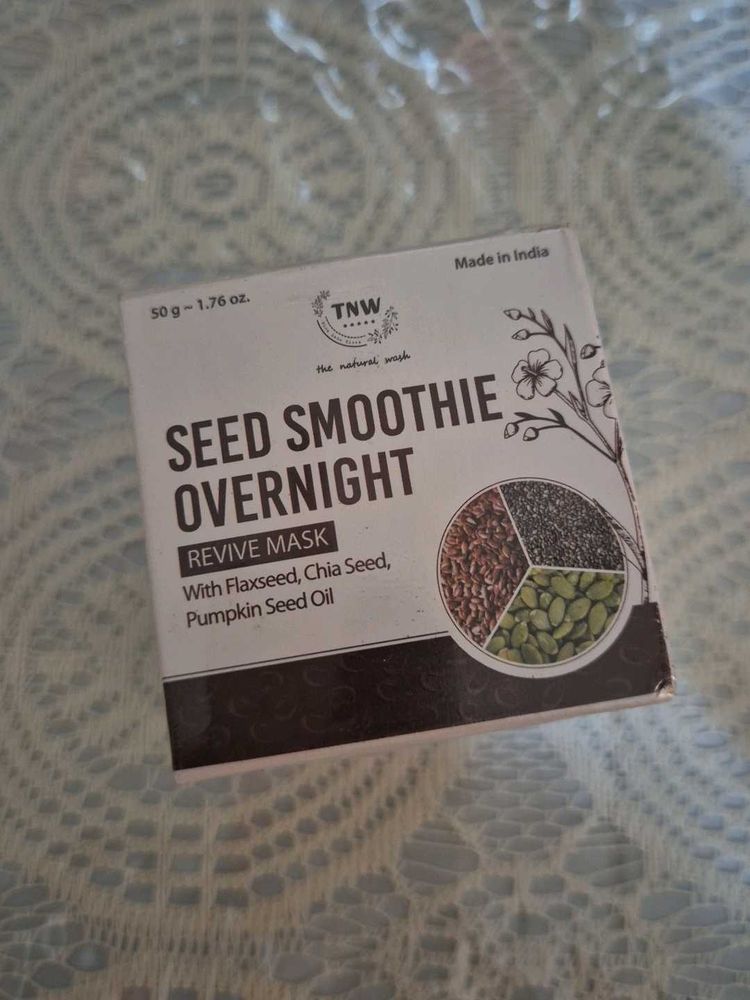 50 g ~ 1.76 oz.
Made in India
TNW
the natural wash
SEED SMOOTHIE
OVERNIGHT
REVIVE MASK
With Flaxseed, Chia Seed,
Pumpkin Seed Oil